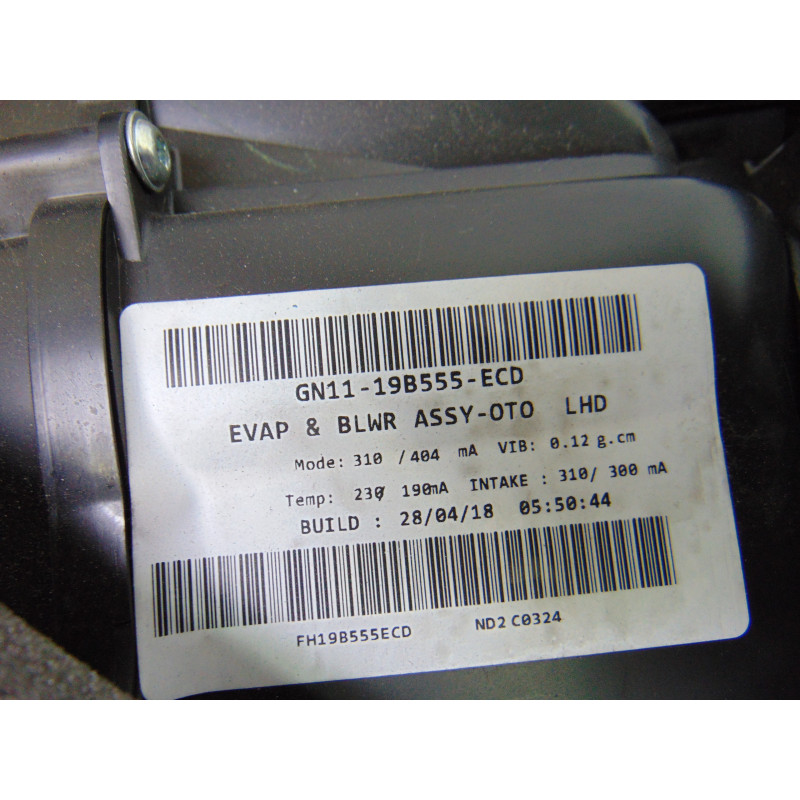 GN11-19B555-ECD
EVAP & BLWR ASSY-OTO LHD
Mode: 310 /404 mA VIB: 0.12 g.cm
Temp: 230/ 190mA INTAKE : 310/ 300 mA
BUILD : 28/04/18 05:50:44
FH19B555ECD ND2 C0324